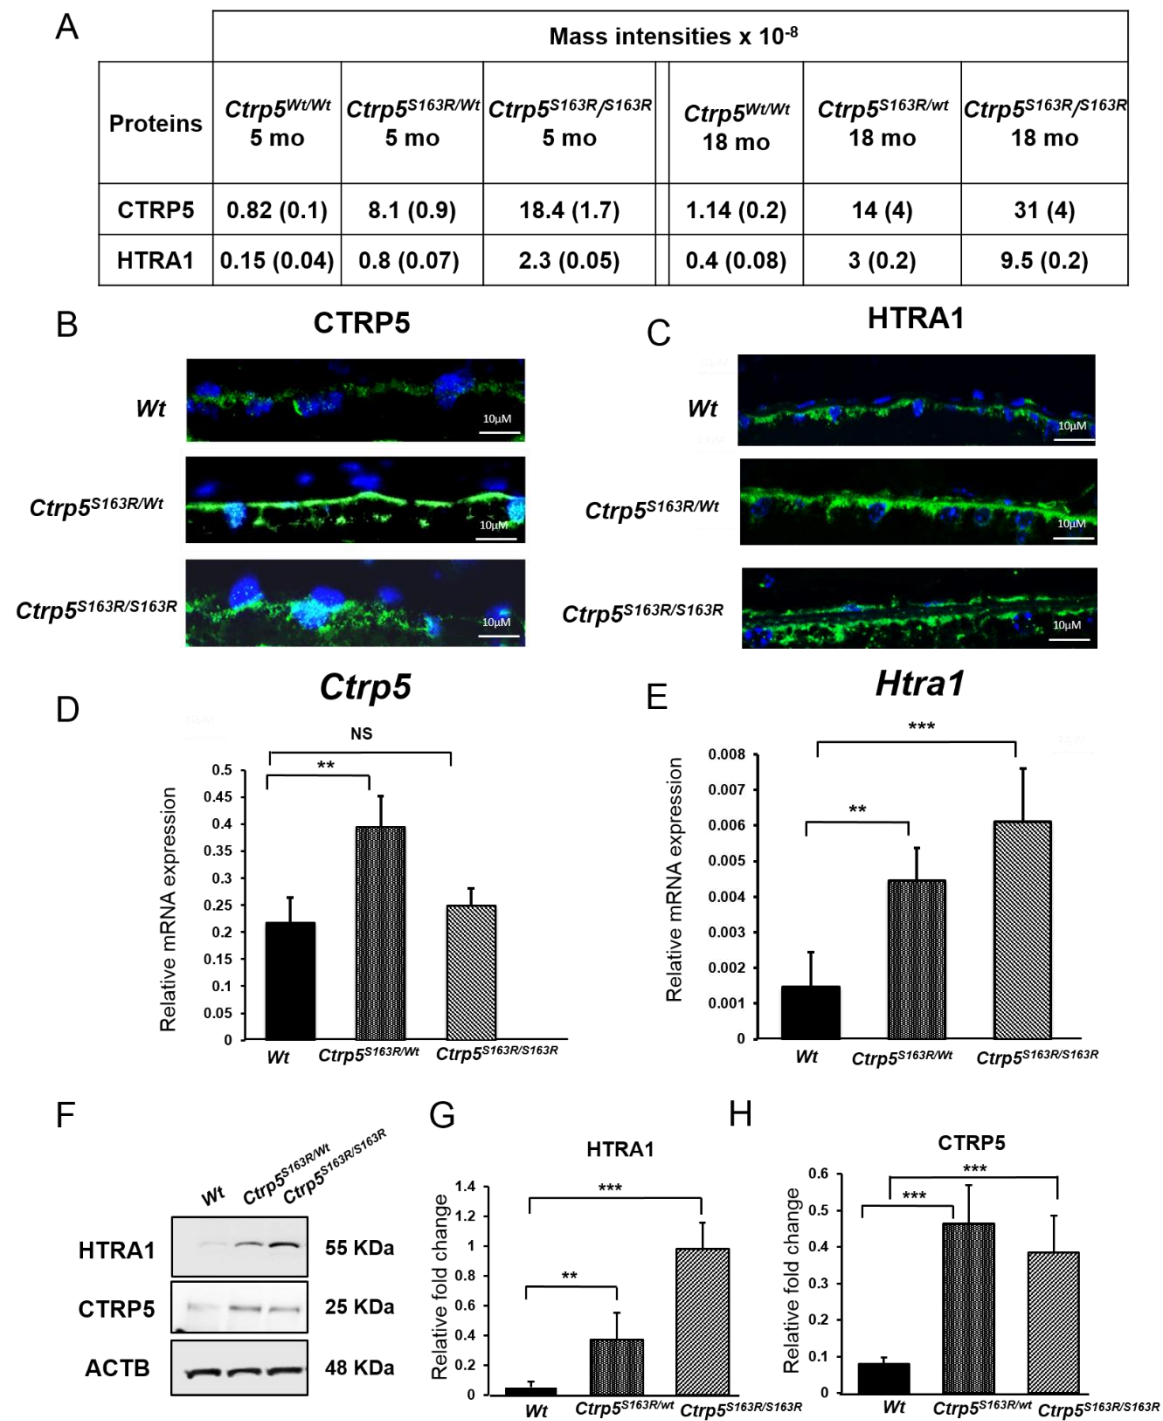 A
Mass intensities x 10-8
Proteins
Ctrp5Wt/Wt 5 mo
Ctrp5S163R/Wt 5 mo
Ctrp5S163R/S163R 5 mo
Ctrp5Wt/Wt 18 mo
Ctrp5S163R/wt 18 mo
Ctrp5S163R/S163R 18 mo
CTRP5 0.82 (0.1) 8.1 (0.9) 18.4 (1.7) 1.14 (0.2) 14 (4) 31 (4)
HTRA1 0.15 (0.04) 0.8 (0.07) 2.3 (0.05) 0.4 (0.08) 3 (0.2) 9.5 (0.2)
B
CTRP5
Wt
10µM
Ctrp5S163R/Wt
10µM
Ctrp5S163R/S163R
10µM
C
HTRA1
Wt
10µM
Ctrp5S163R/Wt
10µM
Ctrp5S163R/S163R
10µM
D
Ctrp5
NS
**
Relative mRNA expression
0.5
0.45
0.4
0.35
0.3
0.25
0.2
0.15
0.1
0.05
0
Wt Ctrp5S163R/Wt Ctrp5S163R/S163R
E
Htra1
***
**
Relative mRNA expression
0.008
0.007
0.006
0.005
0.004
0.003
0.002
0.001
0
Wt Ctrp5S163R/Wt Ctrp5S163R/S163R
F
Wt Ctrp5S163R/Wt Ctrp5S163R/S163R
HTRA1 55 KDa
CTRP5 25 KDa
ACTB 48 KDa
G
HTRA1
***
**
Relative fold change
1.4
1.2
1
0.8
0.6
0.4
0.2
0
Wt Ctrp5S163R/wt Ctrp5S163R/S163R
H
CTRP5
***
***
Relative fold change
0.6
0.5
0.4
0.3
0.2
0.1
0
Wt Ctrp5S163R/wt Ctrp5S163R/S163R